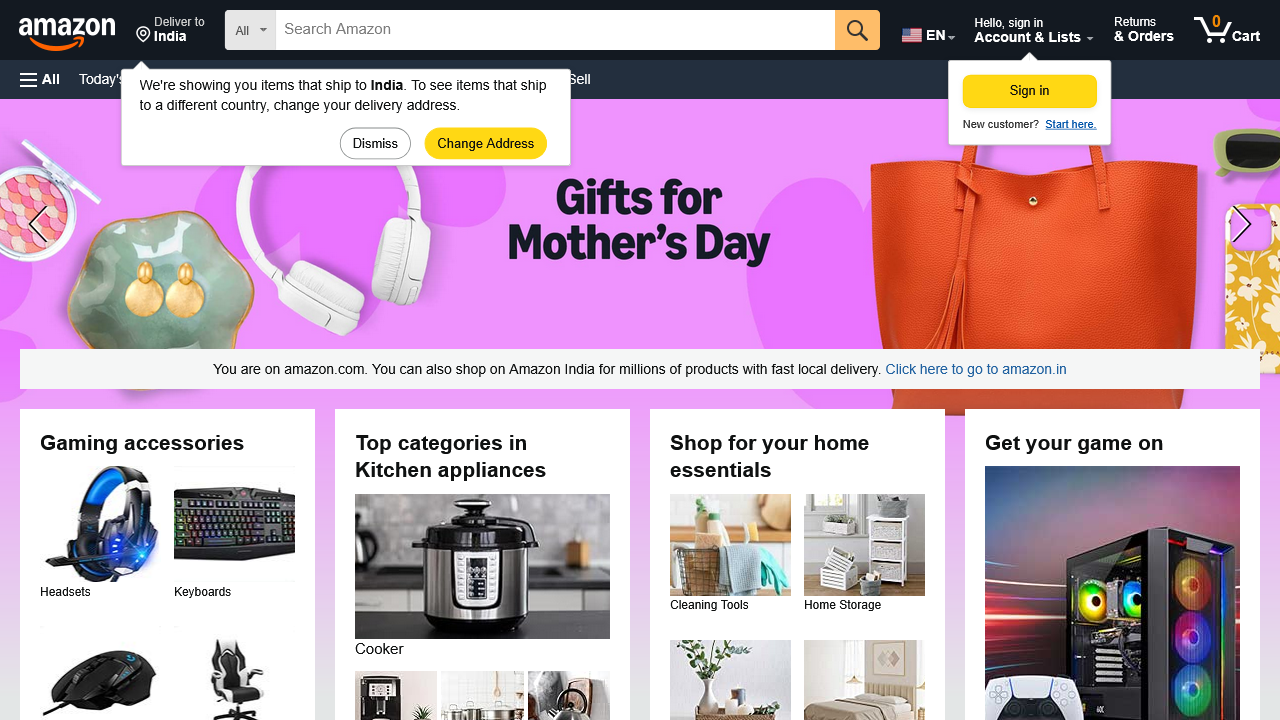 amazon
Deliver to
India
All
Search Amazon
EN
Hello, sign in
Account & Lists
Returns
& Orders
0
Cart
All
Today's
Sell
We're showing you items that ship to India. To see items that ship
to a different country, change your delivery address.
Dismiss
Change Address
Sign in
New customer? Start here.
Gifts for
Mother's Day
You are on amazon.com. You can also shop on Amazon India for millions of products with fast local delivery. Click here to go to amazon.in
Gaming accessories
Headsets
Keyboards
Top categories in
Kitchen appliances
Cooker
Shop for your home
essentials
Cleaning Tools
Home Storage
Get your game on